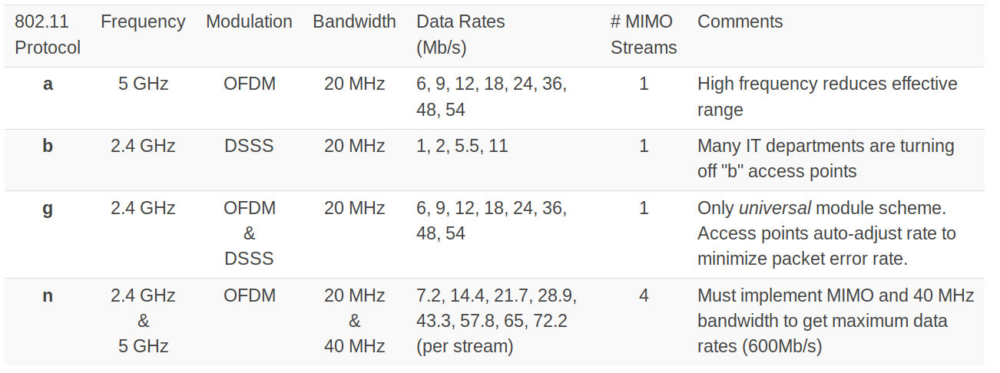 802.11 Protocol Frequency Modulation Bandwidth Data Rates (Mb/s) # MIMO Streams Comments
a 5 GHz OFDM 20 MHz 6, 9, 12, 18, 24, 36, 48, 54 1 High frequency reduces effective range
b 2.4 GHz DSSS 20 MHz 1, 2, 5.5, 11 1 Many IT departments are turning off "b" access points
g 2.4 GHz OFDM & DSSS 20 MHz 6, 9, 12, 18, 24, 36, 48, 54 1 Only universal module scheme. Access points auto-adjust rate to minimize packet error rate.
n 2.4 GHz & 5 GHz OFDM 20 MHz & 40 MHz 7.2, 14.4, 21.7, 28.9, 43.3, 57.8, 65, 72.2 (per stream) 4 Must implement MIMO and 40 MHz bandwidth to get maximum data rates (600Mb/s)